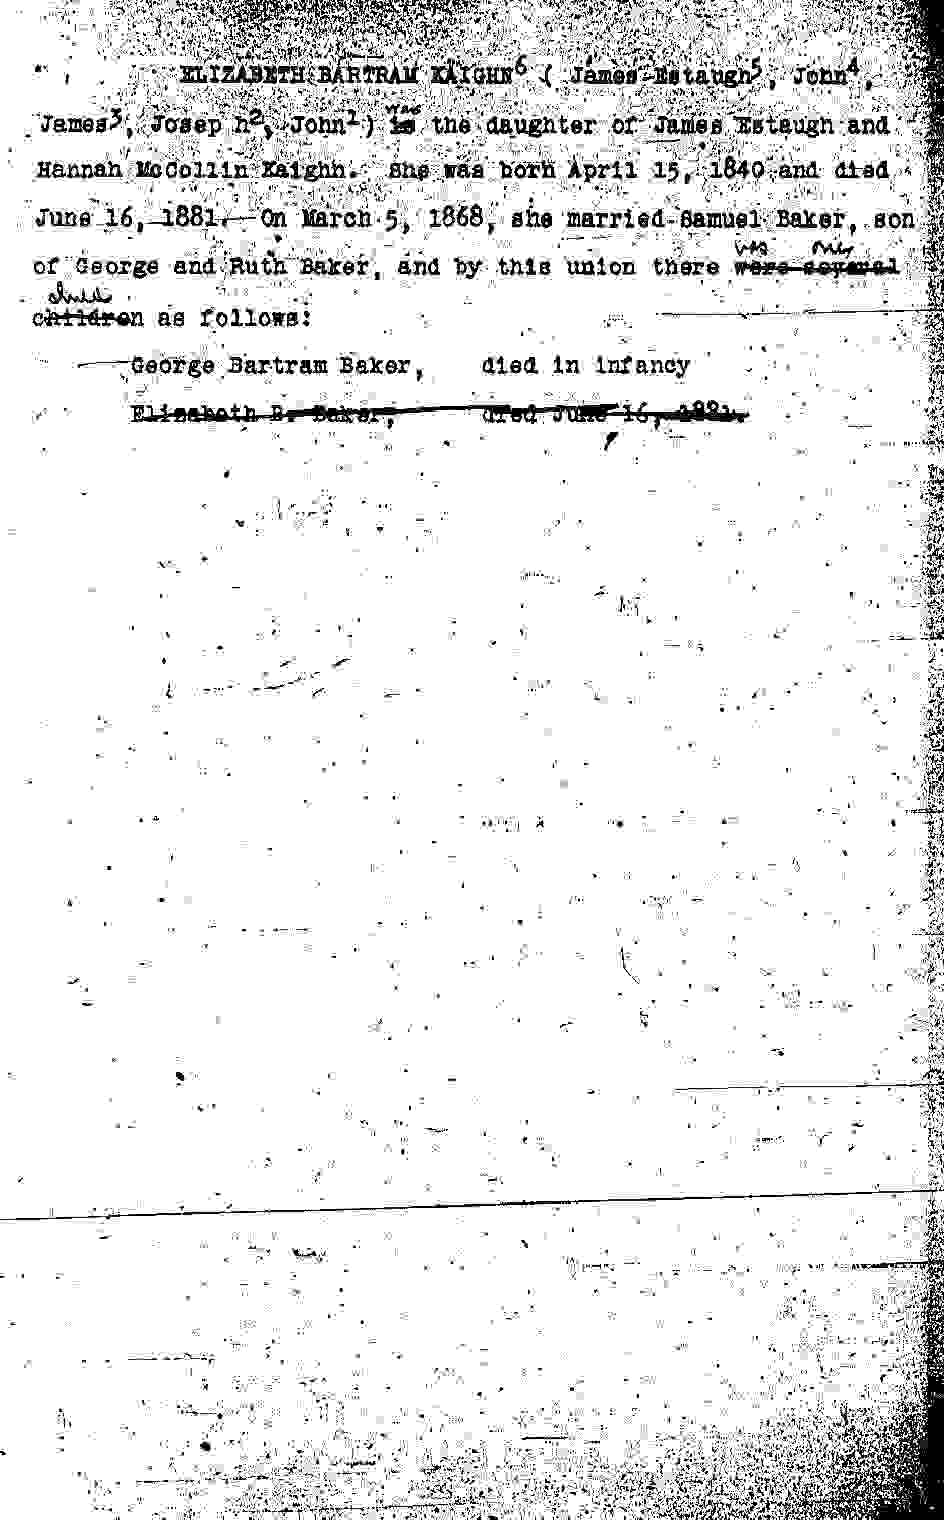 ELIZABETH BARTRAM KAIGHN6 ( James Estaugh5, John4,
James3, Josep h2, John1) was is the daughter of James Estaugh and
Hannah McCollin Kaighn. She was born April 15, 1840 and died
June 16, 1881. On March 5, 1868, she married Samuel Baker, son
was only
of George and Ruth Baker, and by this union there were several
child
children as follows:
George Bartram Baker, died in infancy
Elizabeth B. Baker, died June 16, 1881.